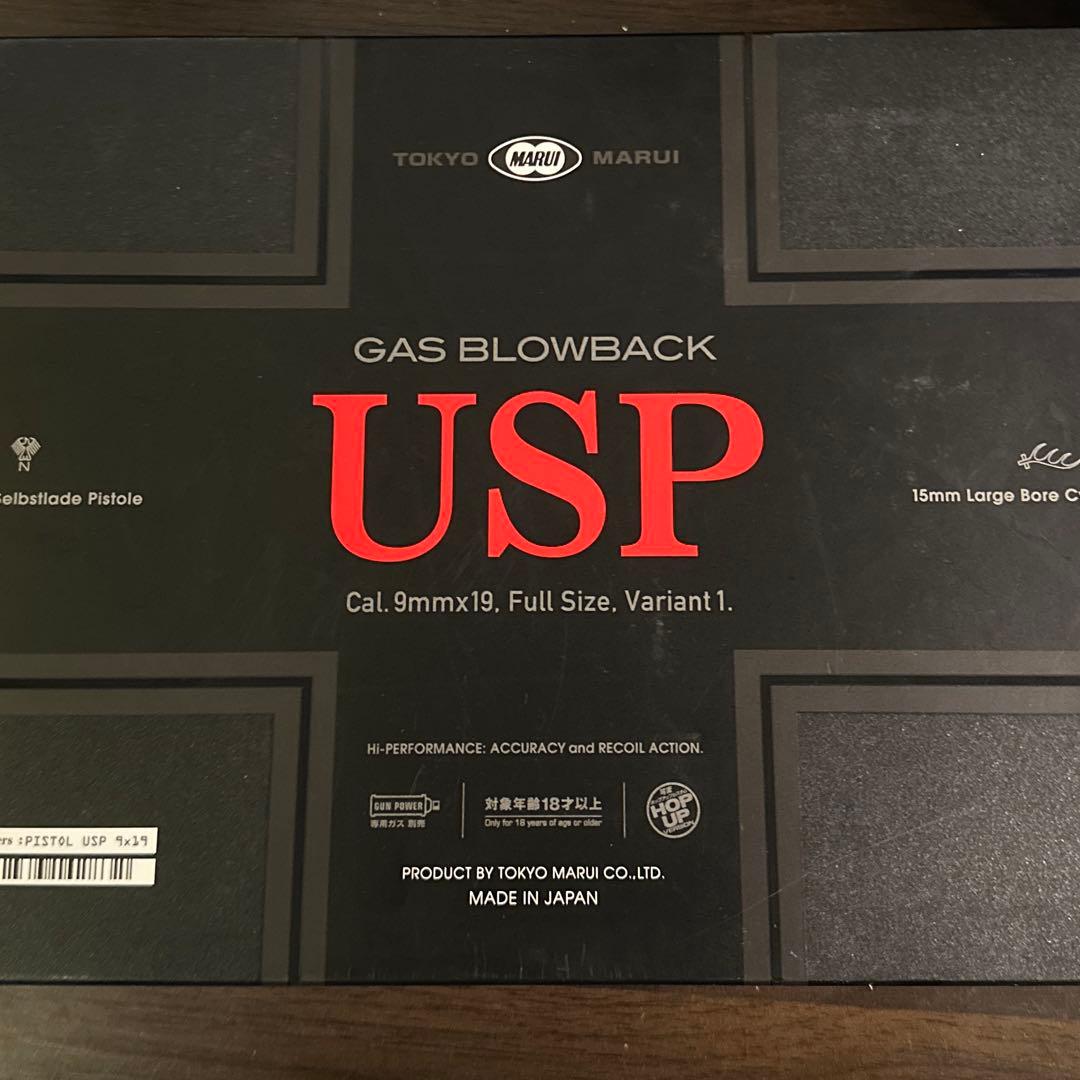 TOKYO MARUI MARUI
GAS BLOWBACK
USP
N
Selbstlade Pistole
15mm Large Bore
Cal. 9mmx19, Full Size, Variant 1.
Hi-PERFORMANCE: ACCURACY and RECOIL ACTION.
GUN POWER
専用ガス 別売
対象年齢18才以上
Only for 18 years of age or older
HOP
UP
VERSION
:PISTOL USP 9x19
PRODUCT BY TOKYO MARUI CO.,LTD.
MADE IN JAPAN